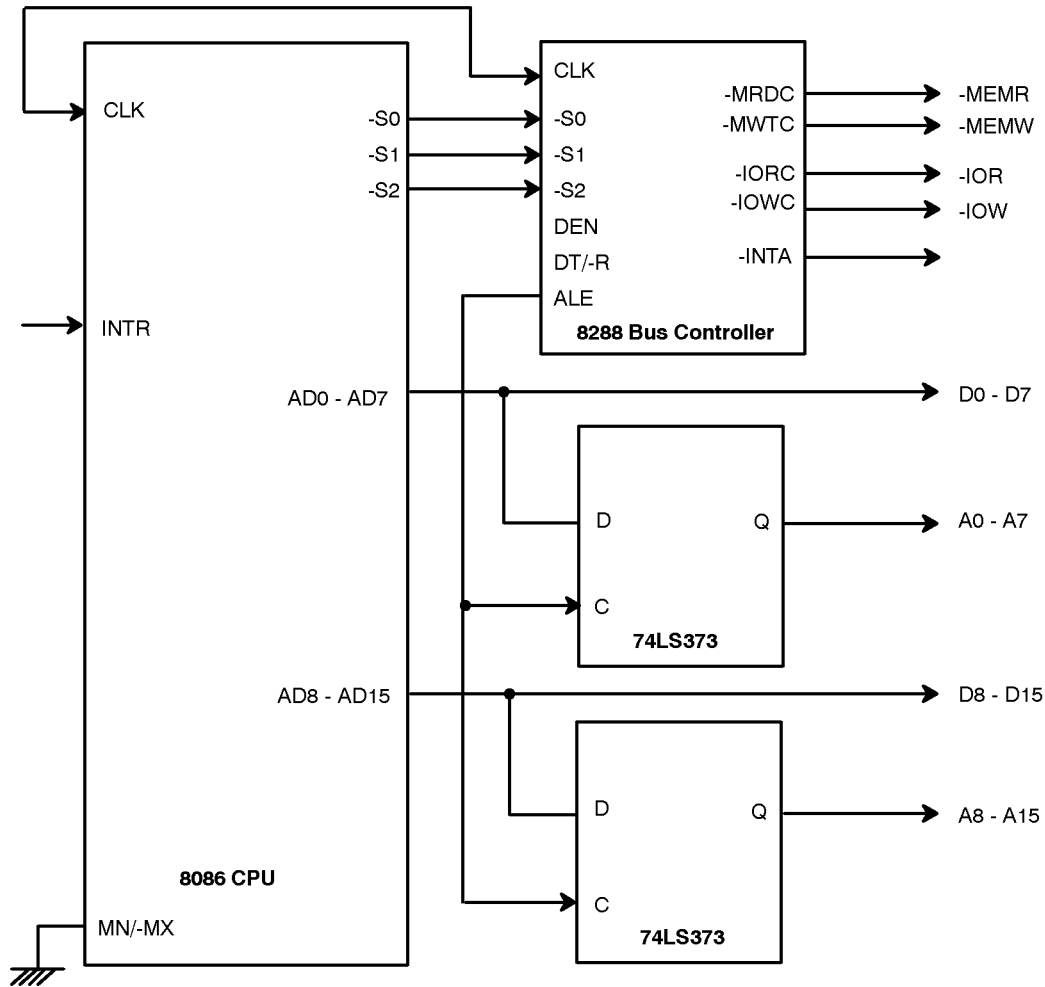 CLK
CLK
-S0
-S0
-S1
-S1
-S2
-S2
DEN
DT/-R
ALE
-MRDC
-MEMR
-MWTC
-MEMW
-IORC
-IOR
-IOWC
-IOW
-INTA
8288 Bus Controller
INTR
AD0 - AD7
D0 - D7
D
Q
A0 - A7
C
74LS373
AD8 - AD15
D8 - D15
D
Q
A8 - A15
8086 CPU
C
MN/-MX
74LS373